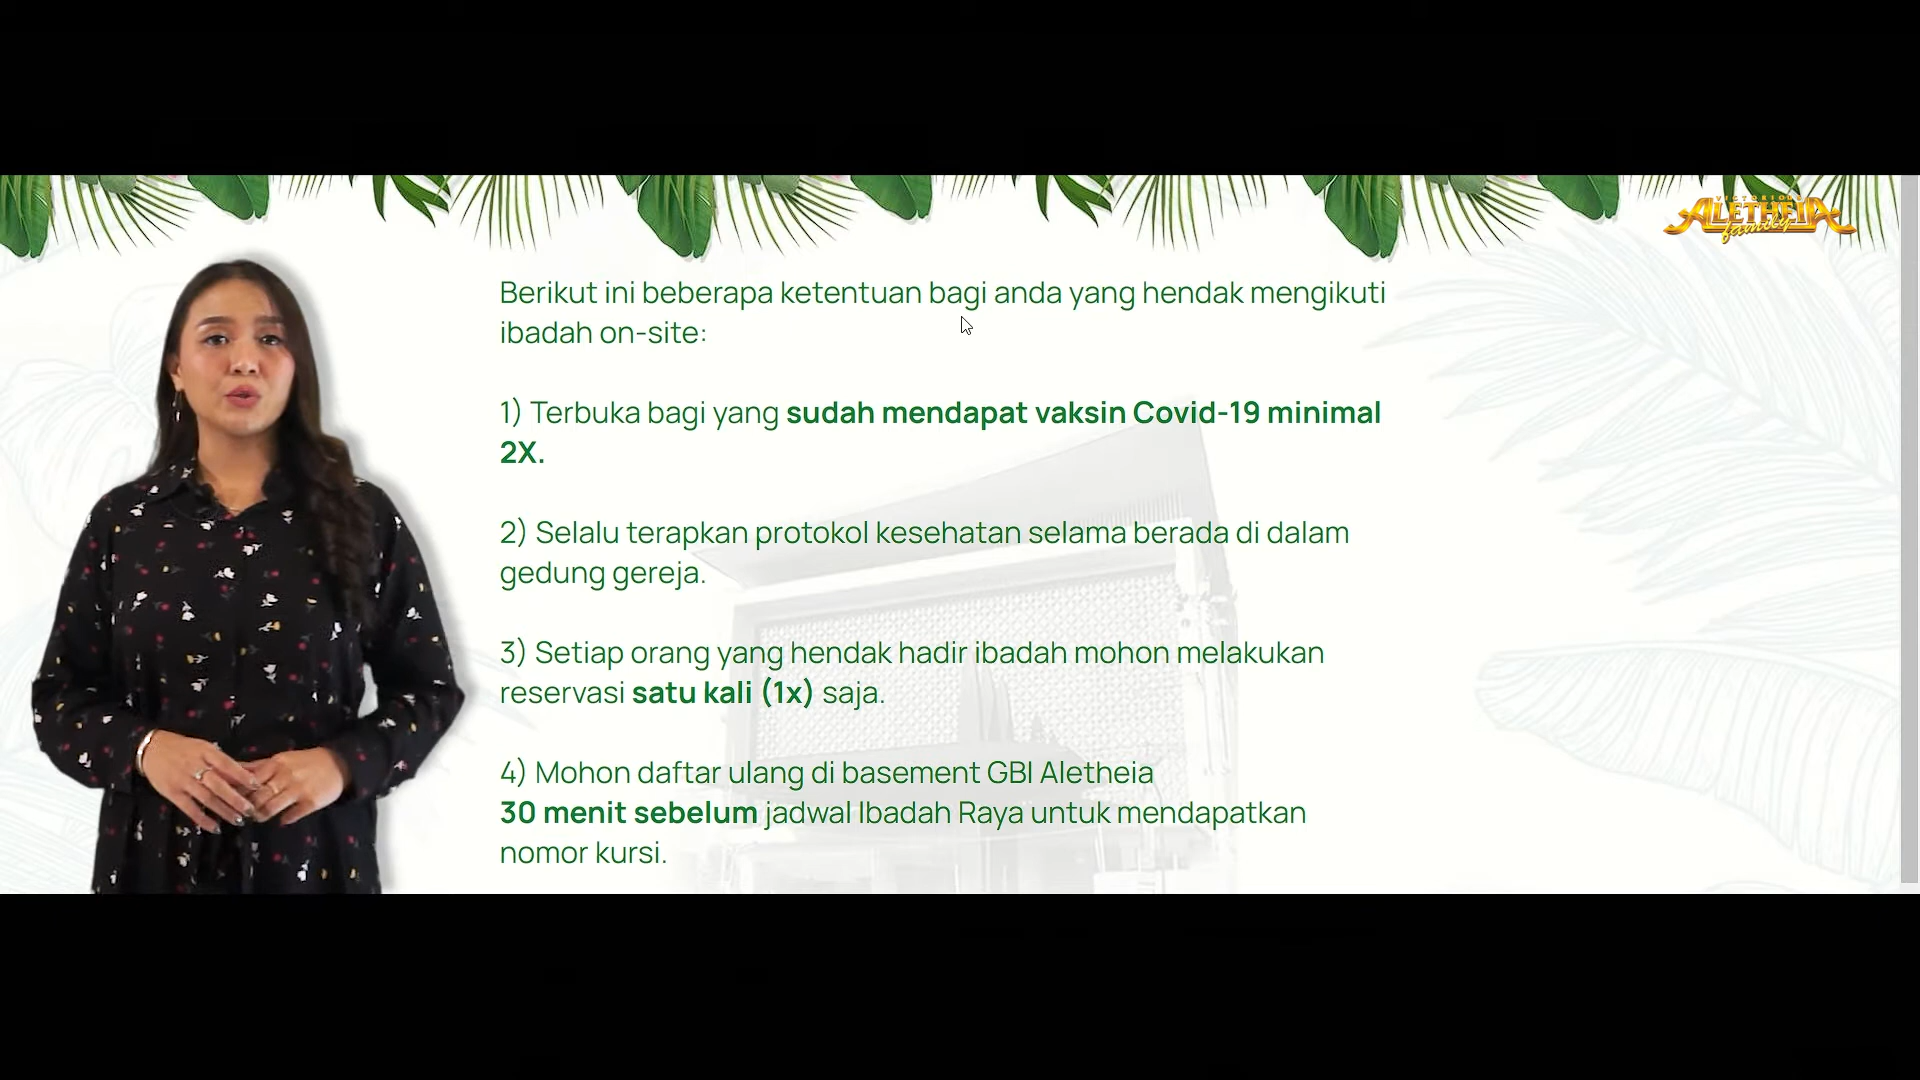 VICTORIOUS
ALETHEIA
family
Berikut ini beberapa ketentuan bagi anda yang hendak mengikuti
ibadah on-site:
1) Terbuka bagi yang sudah mendapat vaksin Covid-19 minimal
2X.
2) Selalu terapkan protokol kesehatan selama berada di dalam
gedung gereja.
3) Setiap orang yang hendak hadir ibadah mohon melakukan
reservasi satu kali (1x) saja.
4) Mohon daftar ulang di basement GBI Aletheia
30 menit sebelum jadwal Ibadah Raya untuk mendapatkan
nomor kursi.